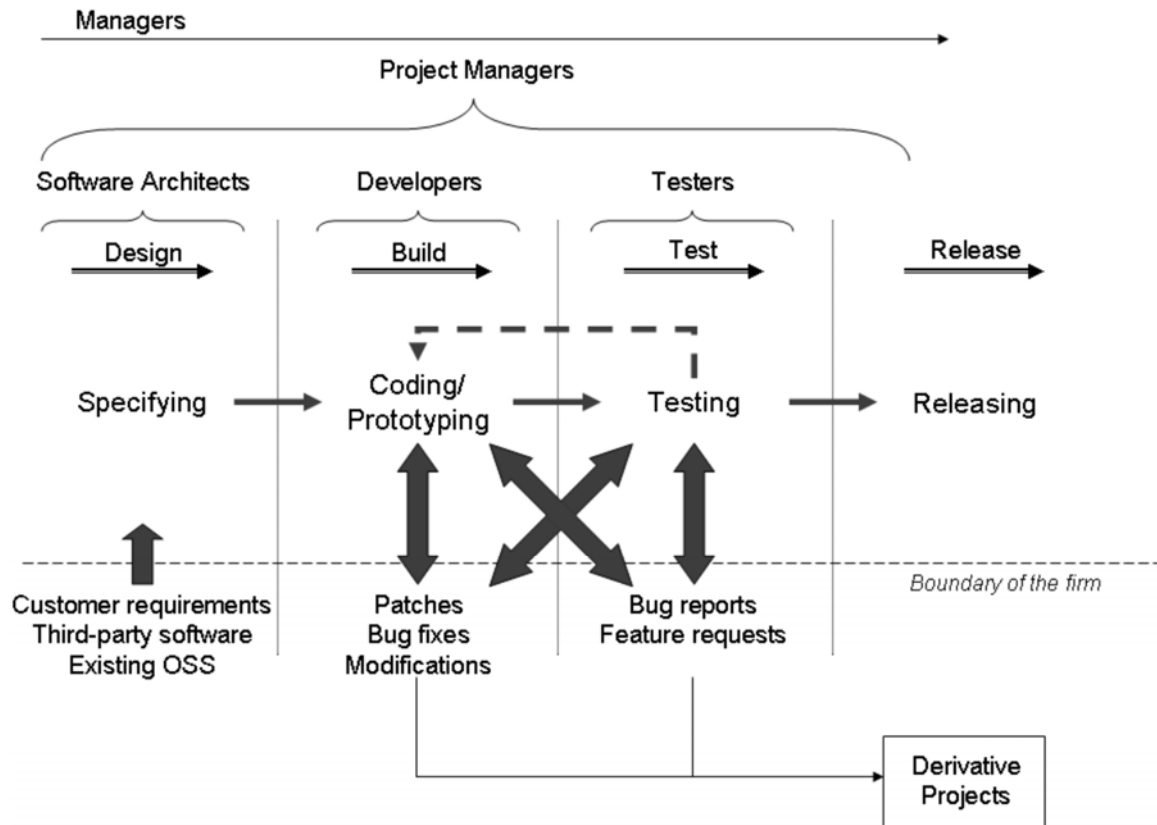 Managers
Project Managers
Software Architects
Developers
Testers
Design
Build
Test
Release
Specifying
Coding/
Prototyping
Testing
Releasing
Boundary of the firm
Customer requirements
Third-party software
Existing OSS
Patches
Bug fixes
Modifications
Bug reports
Feature requests
Derivative
Projects